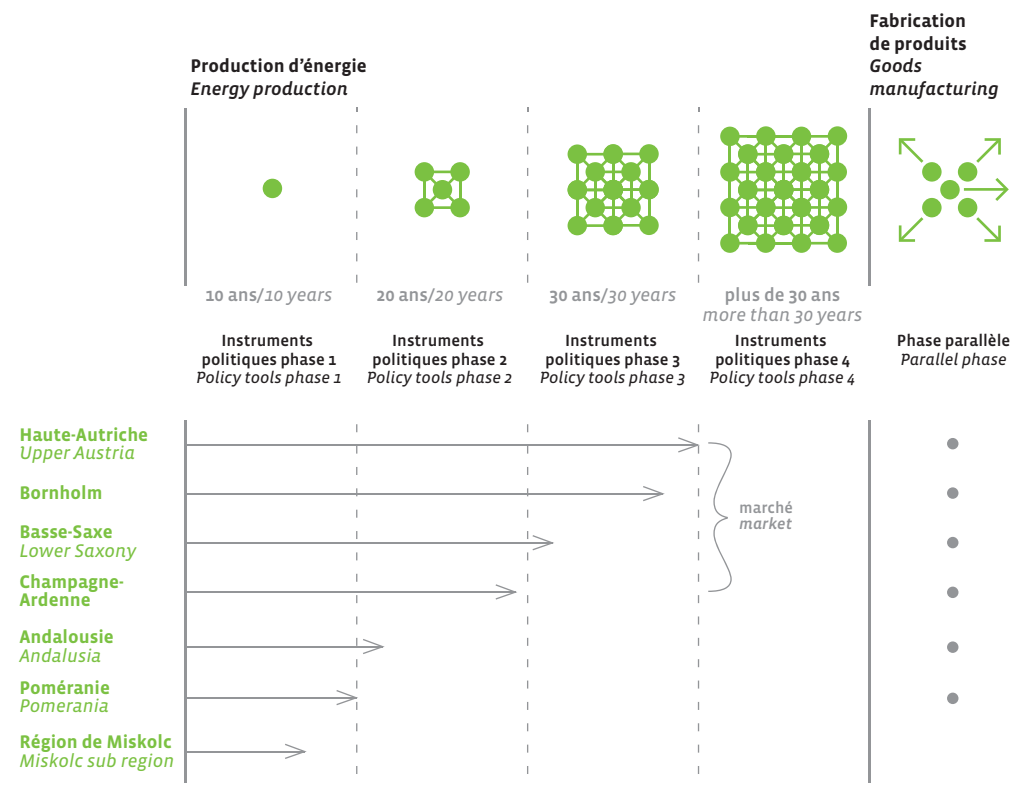 Production d’énergie
Energy production
Fabrication
de produits
Goods
manufacturing
10 ans/10 years
20 ans/20 years
30 ans/30 years
plus de 30 ans
more than 30 years
Instruments
politiques phase 1
Policy tools phase 1
Instruments
politiques phase 2
Policy tools phase 2
Instruments
politiques phase 3
Policy tools phase 3
Instruments
politiques phase 4
Policy tools phase 4
Phase parallèle
Parallel phase
Haute-Autriche
Upper Austria
Bornholm
Basse-Saxe
Lower Saxony
Champagne-
Ardenne
Andalousie
Andalusia
Poméranie
Pomerania
Région de Miskolc
Miskolc sub region
marché
market